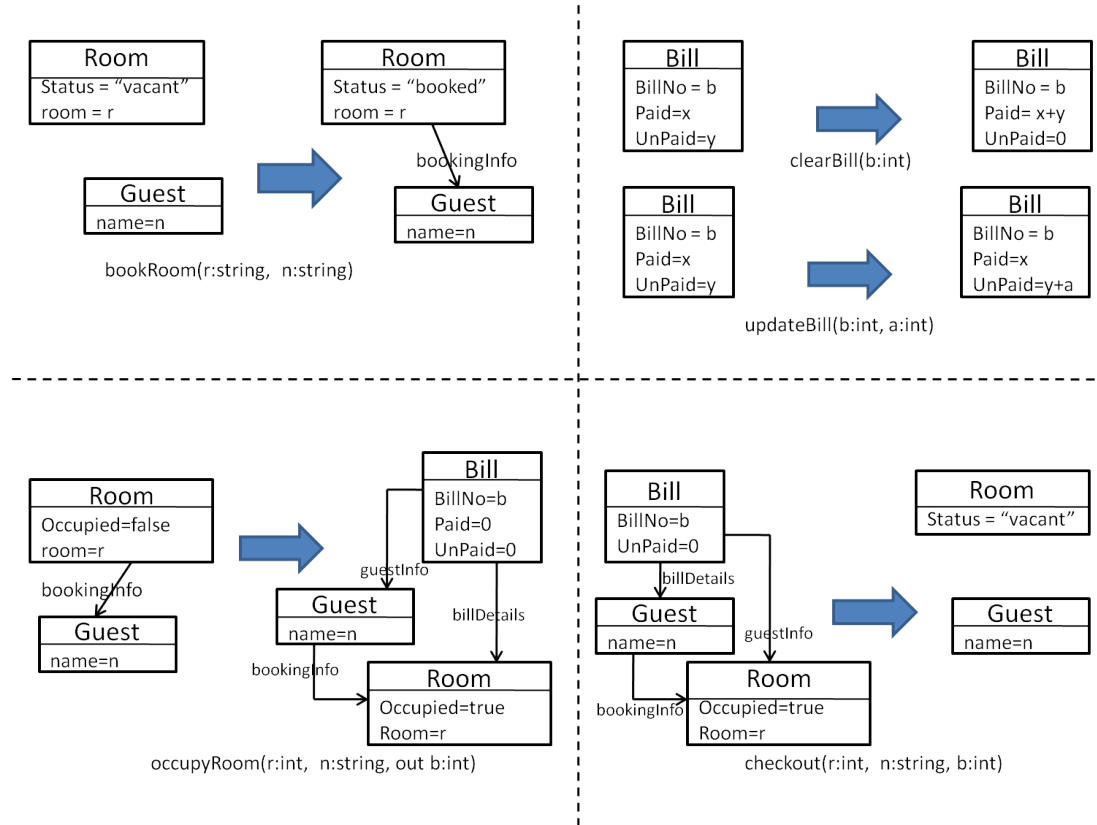 Room
Status = “vacant”
room = r
Room
Status = “booked”
room = r
bookingInfo
Guest
name=n
Guest
name=n
bookRoom(r:string, n:string)
Bill
BillNo = b
Paid=x
UnPaid=y
Bill
BillNo = b
Paid= x+y
UnPaid=0
clearBill(b:int)
Bill
BillNo = b
Paid=x
UnPaid=y
Bill
BillNo = b
Paid=x
UnPaid=y+a
updateBill(b:int, a:int)
Room
Occupied=false
room=r
bookingInfo
Guest
name=n
Bill
BillNo=b
Paid=0
UnPaid=0
guestInfo
billDetails
Guest
name=n
bookingInfo
Room
Occupied=true
Room=r
occupyRoom(r:int, n:string, out b:int)
Bill
BillNo=b
UnPaid=0
billDetails
guestInfo
Guest
name=n
bookingInfo
Room
Occupied=true
Room=r
Room
Status = “vacant”
Guest
name=n
checkout(r:int, n:string, b:int)